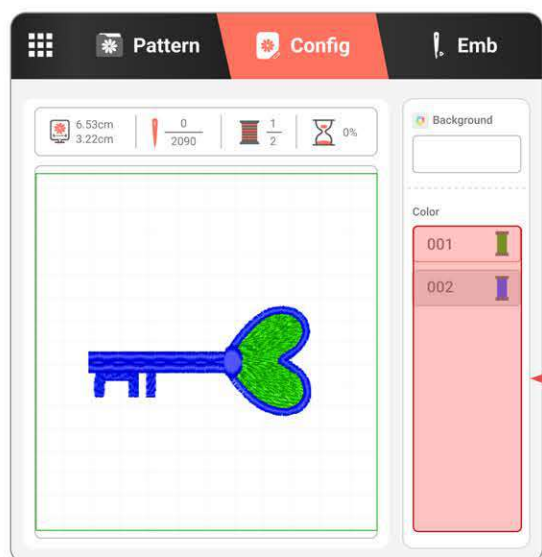 Pattern
Config
Emb
6.53cm
3.22cm
0
2090
1
2
0%
Background
Color
001
002